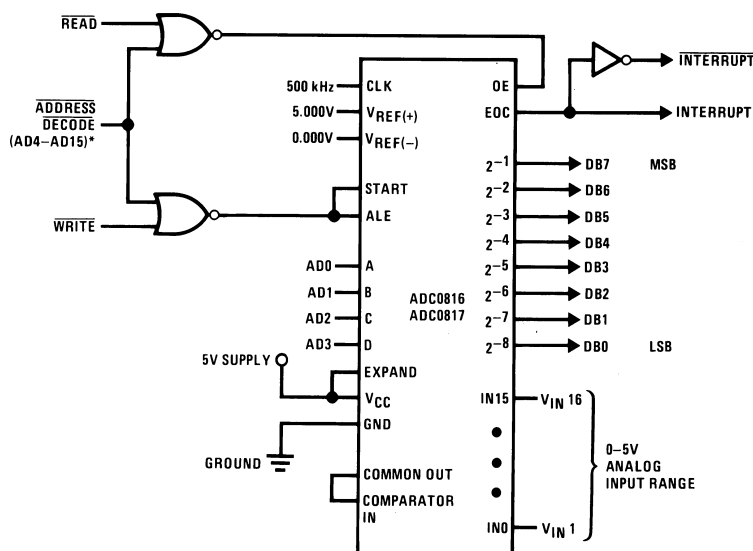 READ
ADDRESS
DECODE
(AD4–AD15)*
WRITE
500 kHz
CLK
5.000V
VREF(+)
0.000V
VREF(−)
START
ALE
AD0
A
AD1
B
AD2
C
AD3
D
5V SUPPLY
EXPAND
VCC
GND
GROUND
COMMON OUT
COMPARATOR
IN
ADC0816
ADC0817
OE
EOC
INTERRUPT
INTERRUPT
2−1 DB7 MSB
2−2 DB6
2−3 DB5
2−4 DB4
2−5 DB3
2−6 DB2
2−7 DB1
2−8 DB0 LSB
IN15 VIN 16
IN0 VIN 1
0–5V
ANALOG
INPUT RANGE